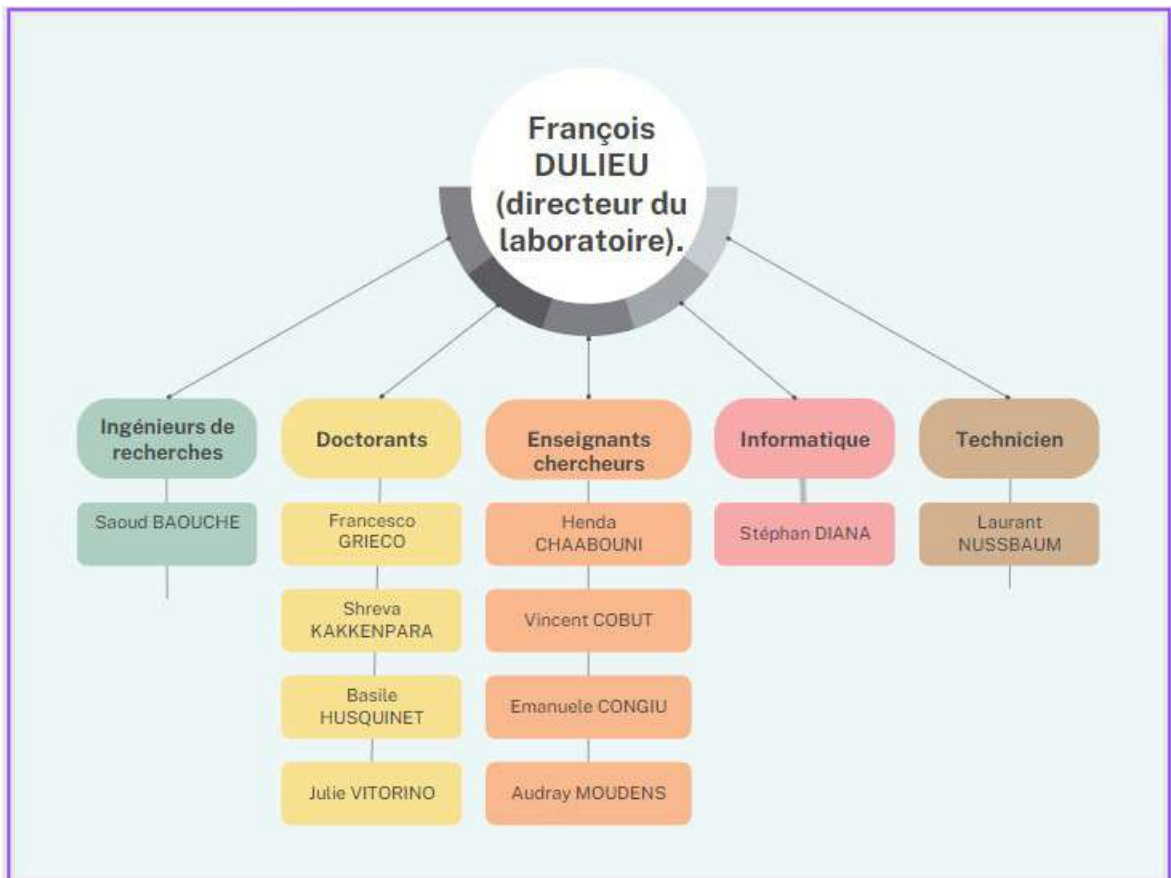 François
DULIEU
(directeur du
laboratoire).
Ingénieurs de
recherches
Saoud BAOUCHE
Doctorants
Francesco
GRIECO
Shreva
KAKKENPARA
Basile
HUSQUINET
Julie VITORINO
Enseignants
chercheurs
Henda
CHAABOUNI
Vincent COBUT
Emanuele CONGIU
Audray MOUDENS
Informatique
Stéphan DIANA
Technicien
Laurant
NUSSBAUM